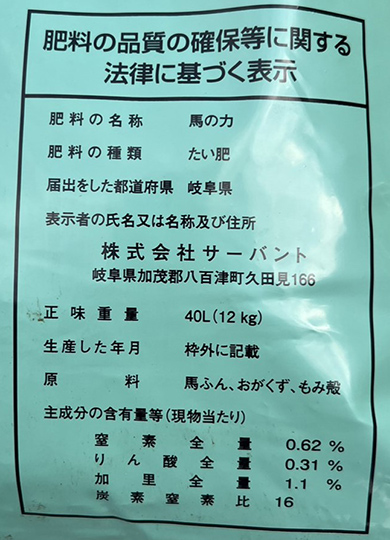 肥料の品質の確保等に関する
法律に基づく表示
肥料の名称 馬の力
肥料の種類 たい肥
届出をした都道府県 岐阜県
表示者の氏名又は名称及び住所
株式会社サーバント
岐阜県加茂郡八百津町久田見166
正味重量 40L(12 kg)
生産した年月 枠外に記載
原料 馬ふん、おがくず、もみ殻
主成分の含有量等(現物当たり)
窒素全量 0.62 %
りん酸全量 0.31 %
加里全量 1.1 %
炭素窒素比 16